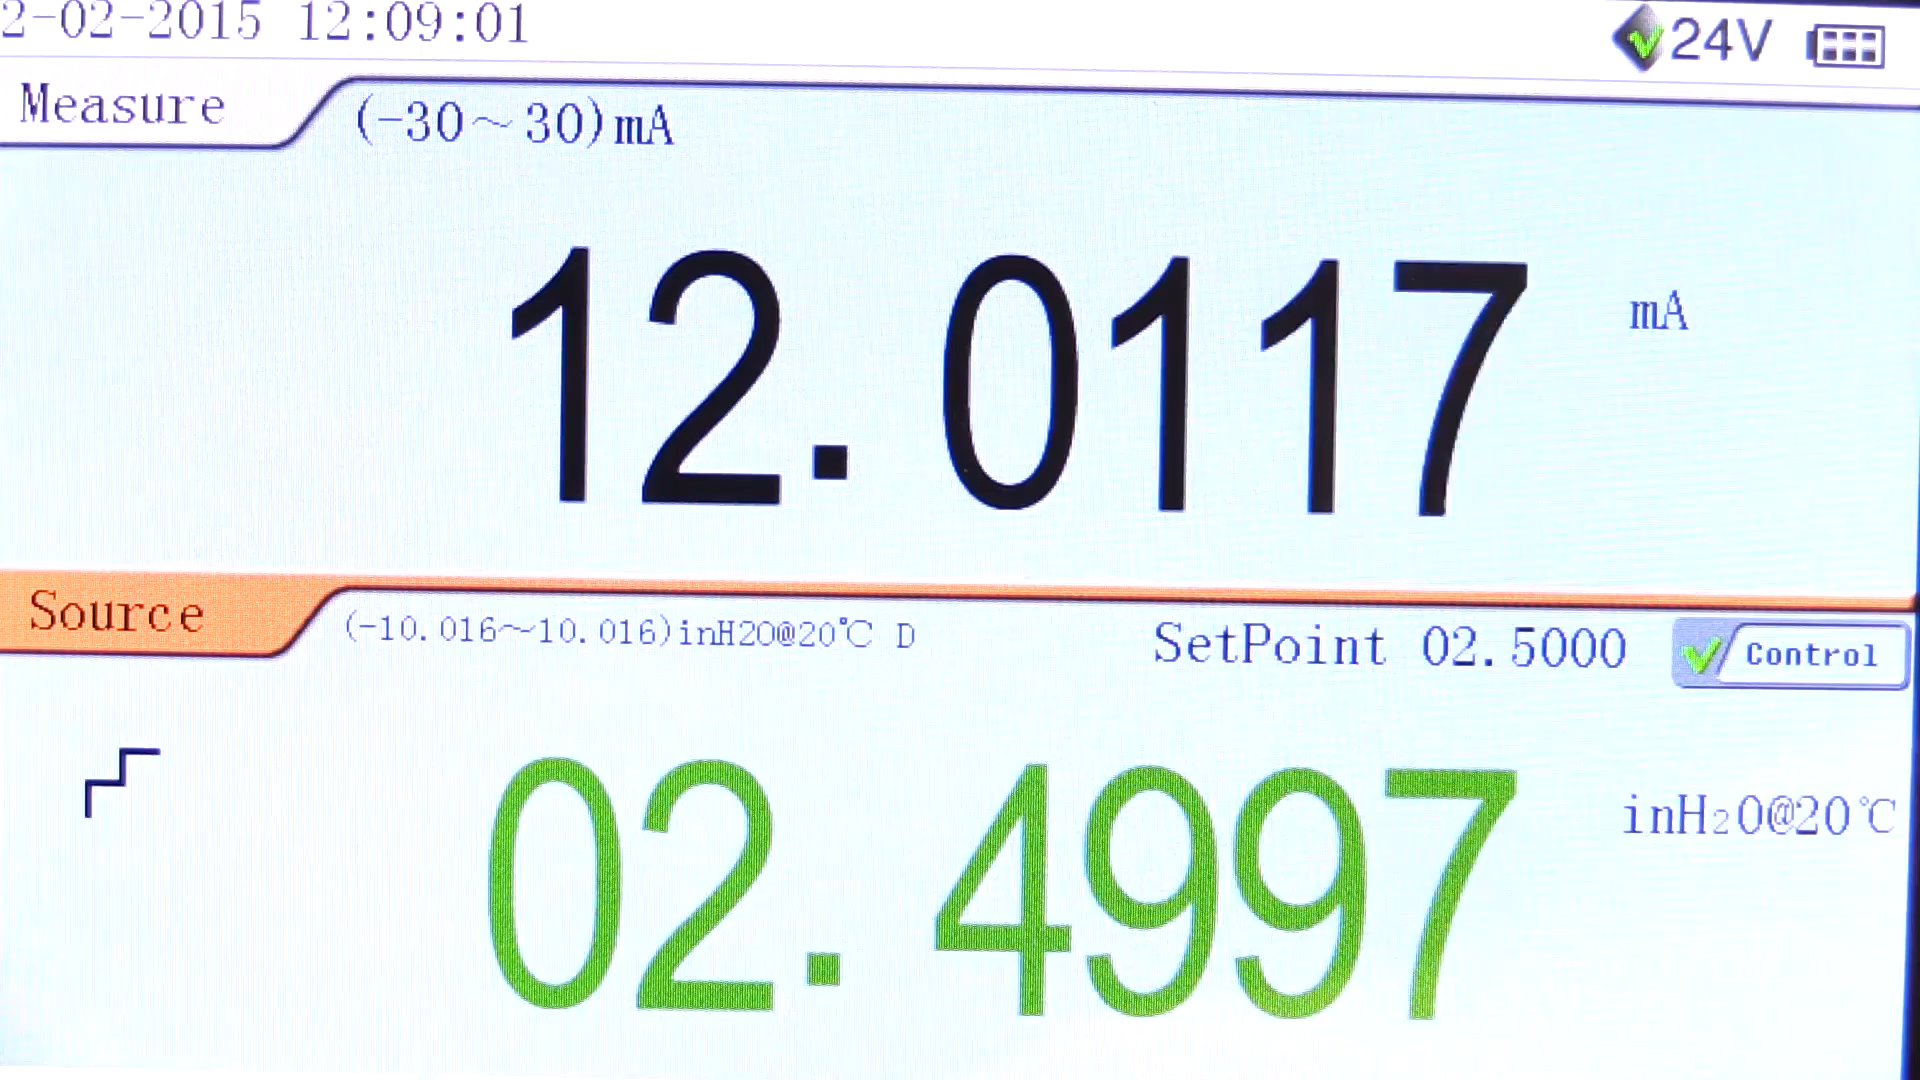 2-02-2015 12:09:01 24V
Measure (-30~30)mA
12.0117 mA
Source (-10.016~10.016)inH2O@20℃ D SetPoint 02.5000 Control
02.4997 inH₂O@20℃